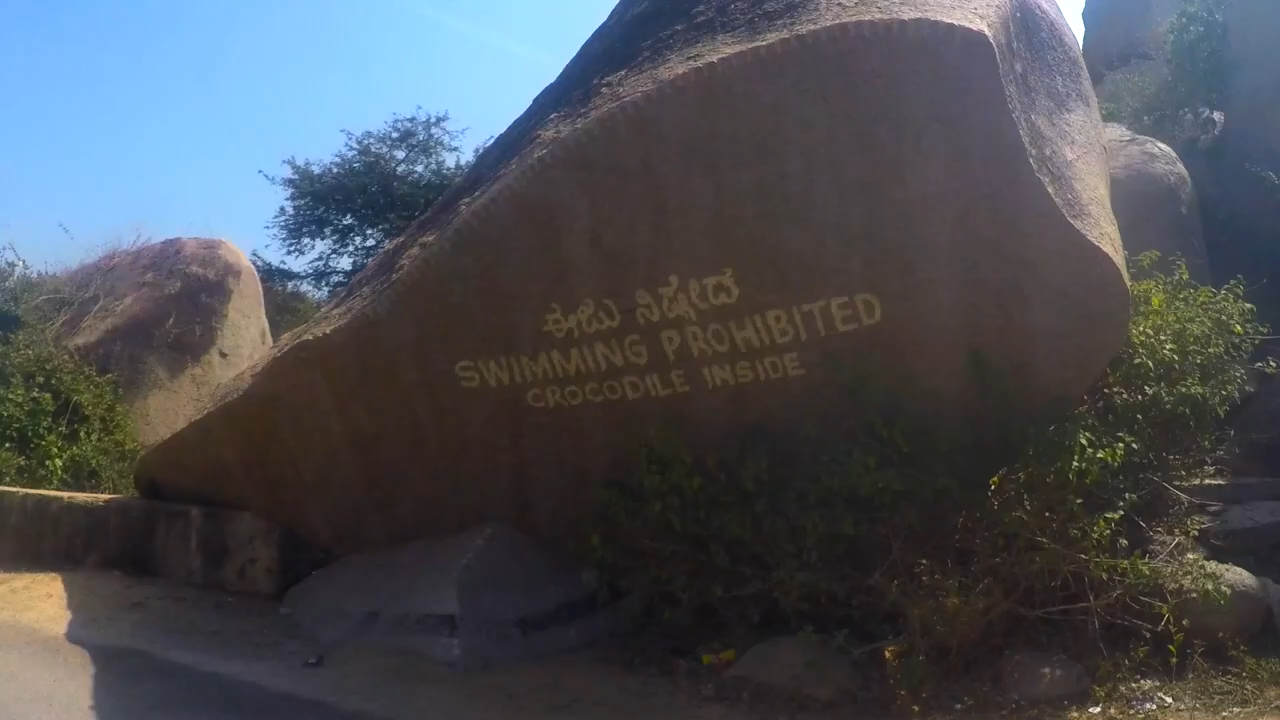 ಈಜು ನಿಷೇದ
SWIMMING PROHIBITED
CROCODILE INSIDE